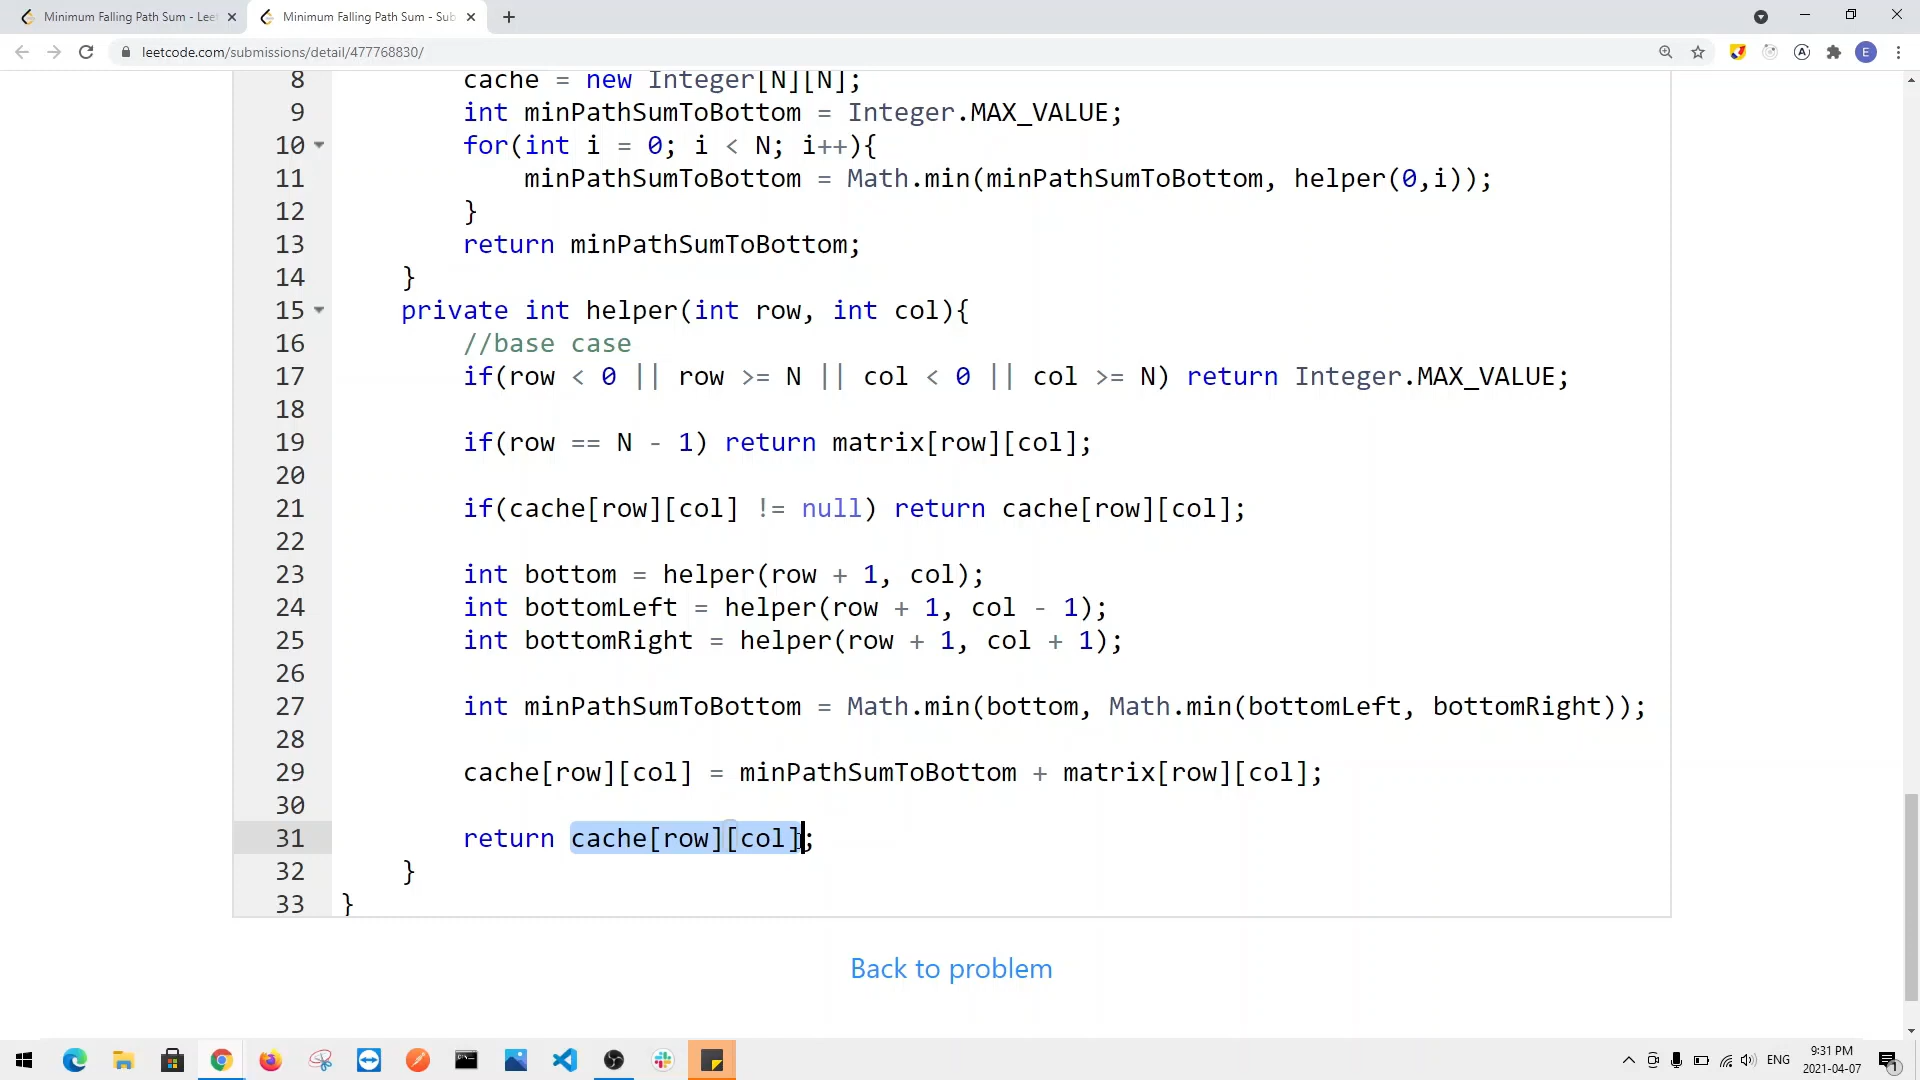 Minimum Falling Path Sum - Leet
Minimum Falling Path Sum - Sub
leetcode.com/submissions/detail/477768830/
E
8 cache = new Integer[N][N];
9 int minPathSumToBottom = Integer.MAX_VALUE;
10 for(int i = 0; i < N; i++){
11 minPathSumToBottom = Math.min(minPathSumToBottom, helper(0,i));
12 }
13 return minPathSumToBottom;
14 }
15 private int helper(int row, int col){
16 //base case
17 if(row < 0 || row >= N || col < 0 || col >= N) return Integer.MAX_VALUE;
18
19 if(row == N - 1) return matrix[row][col];
20
21 if(cache[row][col] != null) return cache[row][col];
22
23 int bottom = helper(row + 1, col);
24 int bottomLeft = helper(row + 1, col - 1);
25 int bottomRight = helper(row + 1, col + 1);
26
27 int minPathSumToBottom = Math.min(bottom, Math.min(bottomLeft, bottomRight));
28
29 cache[row][col] = minPathSumToBottom + matrix[row][col];
30
31 return cache[row][col];
32 }
33 }
Back to problem
ENG
9:31 PM
2021-04-07
1